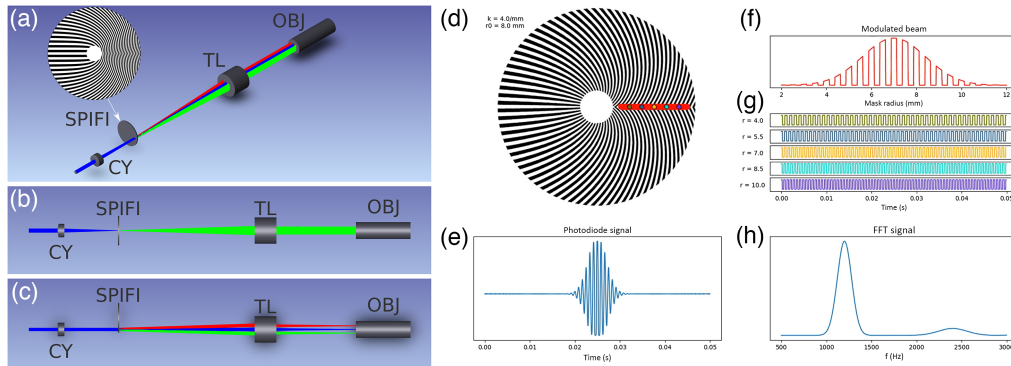 (a)
OBJ
TL
SPIFI
CY
(b)
SPIFI
TL
OBJ
CY
(c)
SPIFI
TL
OBJ
CY
(d)
k = 4.0/mm
r0 = 8.0 mm
(e)
Photodiode signal
0.00 0.01 0.02 0.03 0.04 0.05
Time (s)
(f)
Modulated beam
2 4 6 8 10 12
Mask radius (mm)
(g)
r = 4.0
r = 5.5
r = 7.0
r = 8.5
r = 10.0
0.00 0.01 0.02 0.03 0.04 0.05
Time (s)
(h)
FFT signal
500 1000 1500 2000 2500 3000
f (Hz)